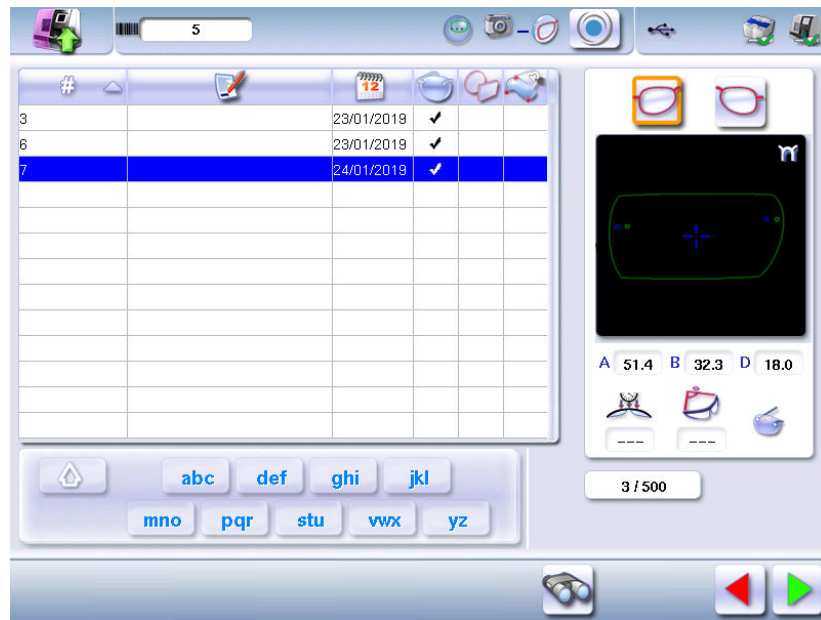 5
# 12
3 23/01/2019
6 23/01/2019
7 24/01/2019
A 51.4 B 32.3 D 18.0
--- ---
3 / 500
abc def ghi jkl
mno pqr stu vwx yz